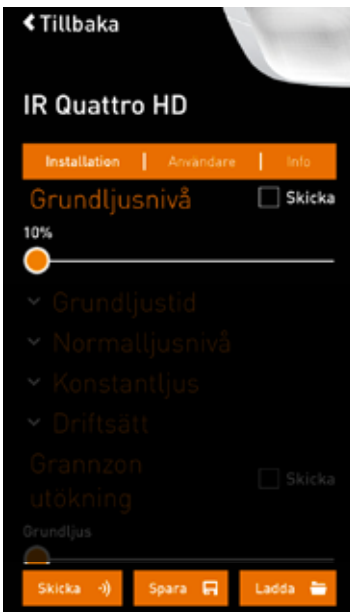 Tillbaka
IR Quattro HD
Installation | Användare | Info
Grundljusnivå Skicka
10%
Grundljustid
Normalljusnivå
Konstantljus
Driftsätt
Grannzon
utökning Skicka
Grundljus
Skicka Spara Ladda